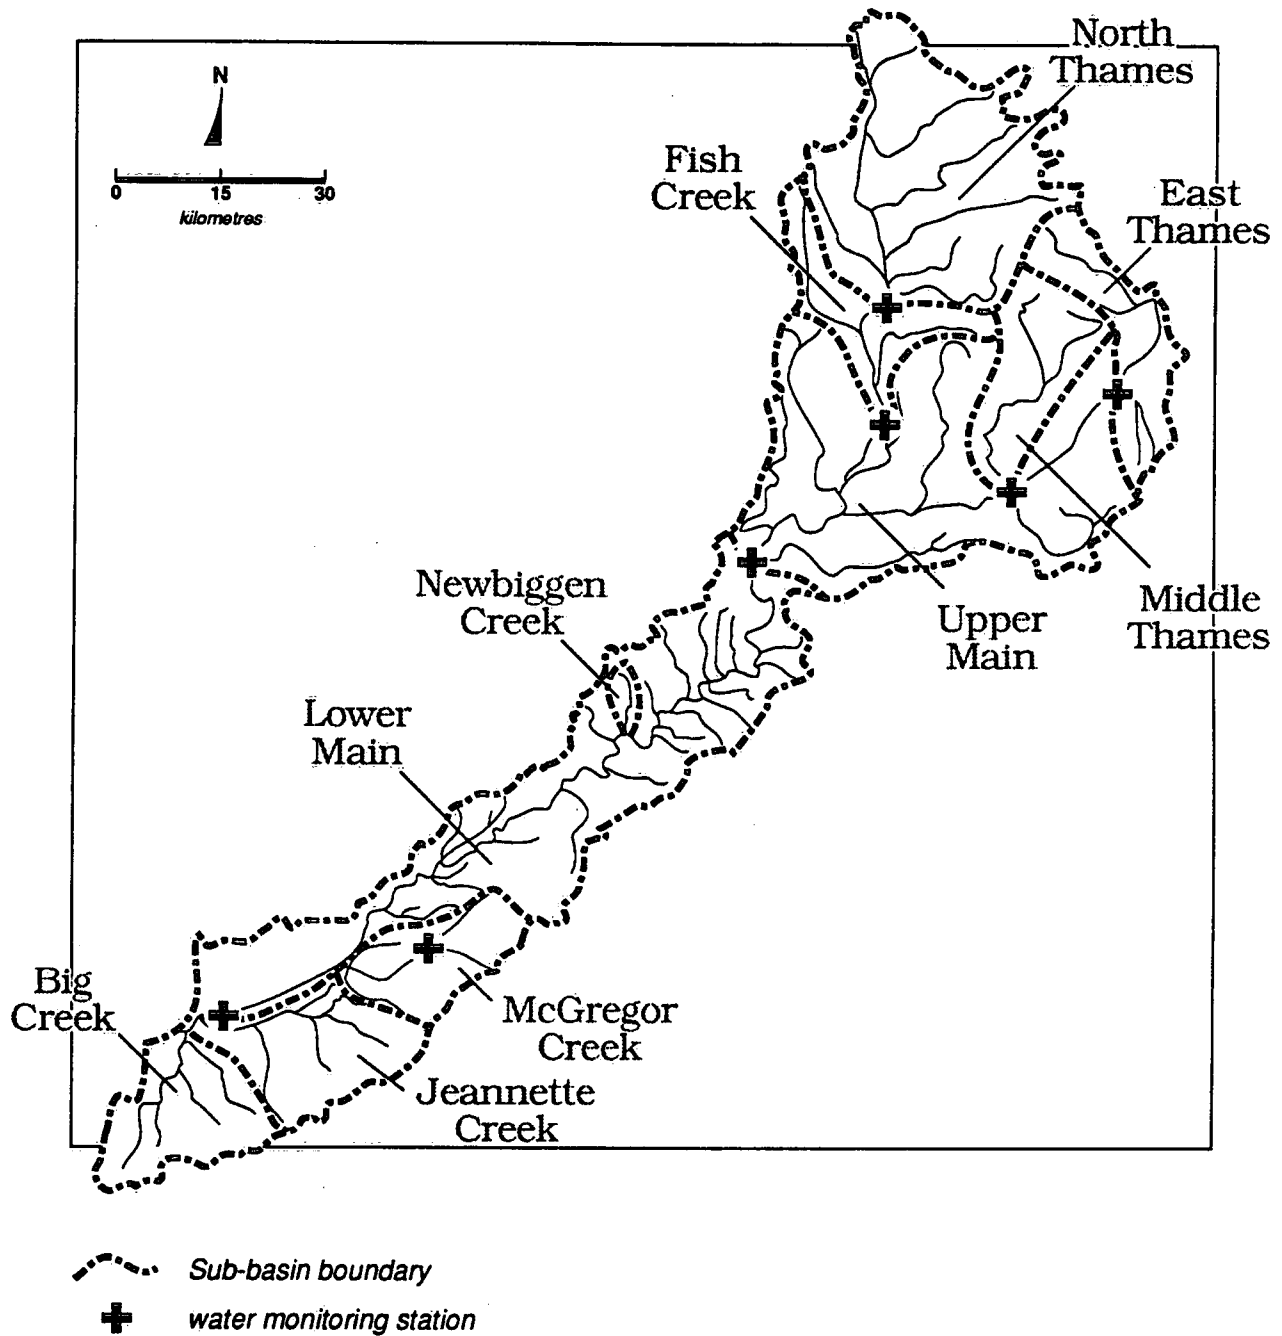 North
Thames
N
0 15 30
kilometres
Fish
Creek
East
Thames
Newbiggen
Creek
Upper
Main
Middle
Thames
Lower
Main
Big
Creek
McGregor
Creek
Jeannette
Creek
Sub-basin boundary
water monitoring station